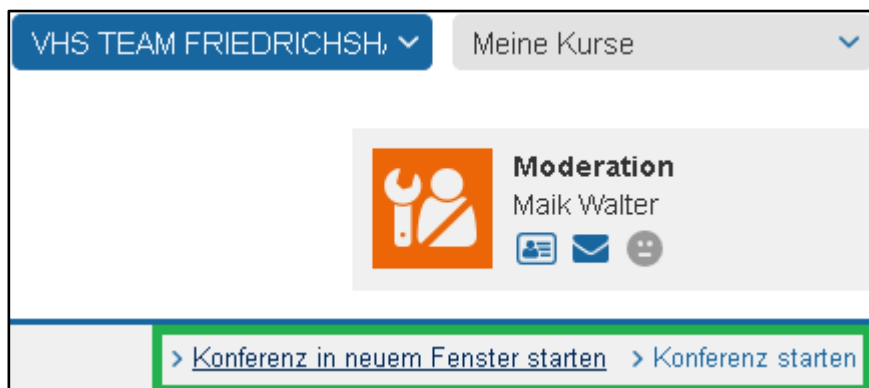 VHS TEAM FRIEDRICHSH
Meine Kurse
Moderation
Maik Walter
> Konferenz in neuem Fenster starten > Konferenz starten